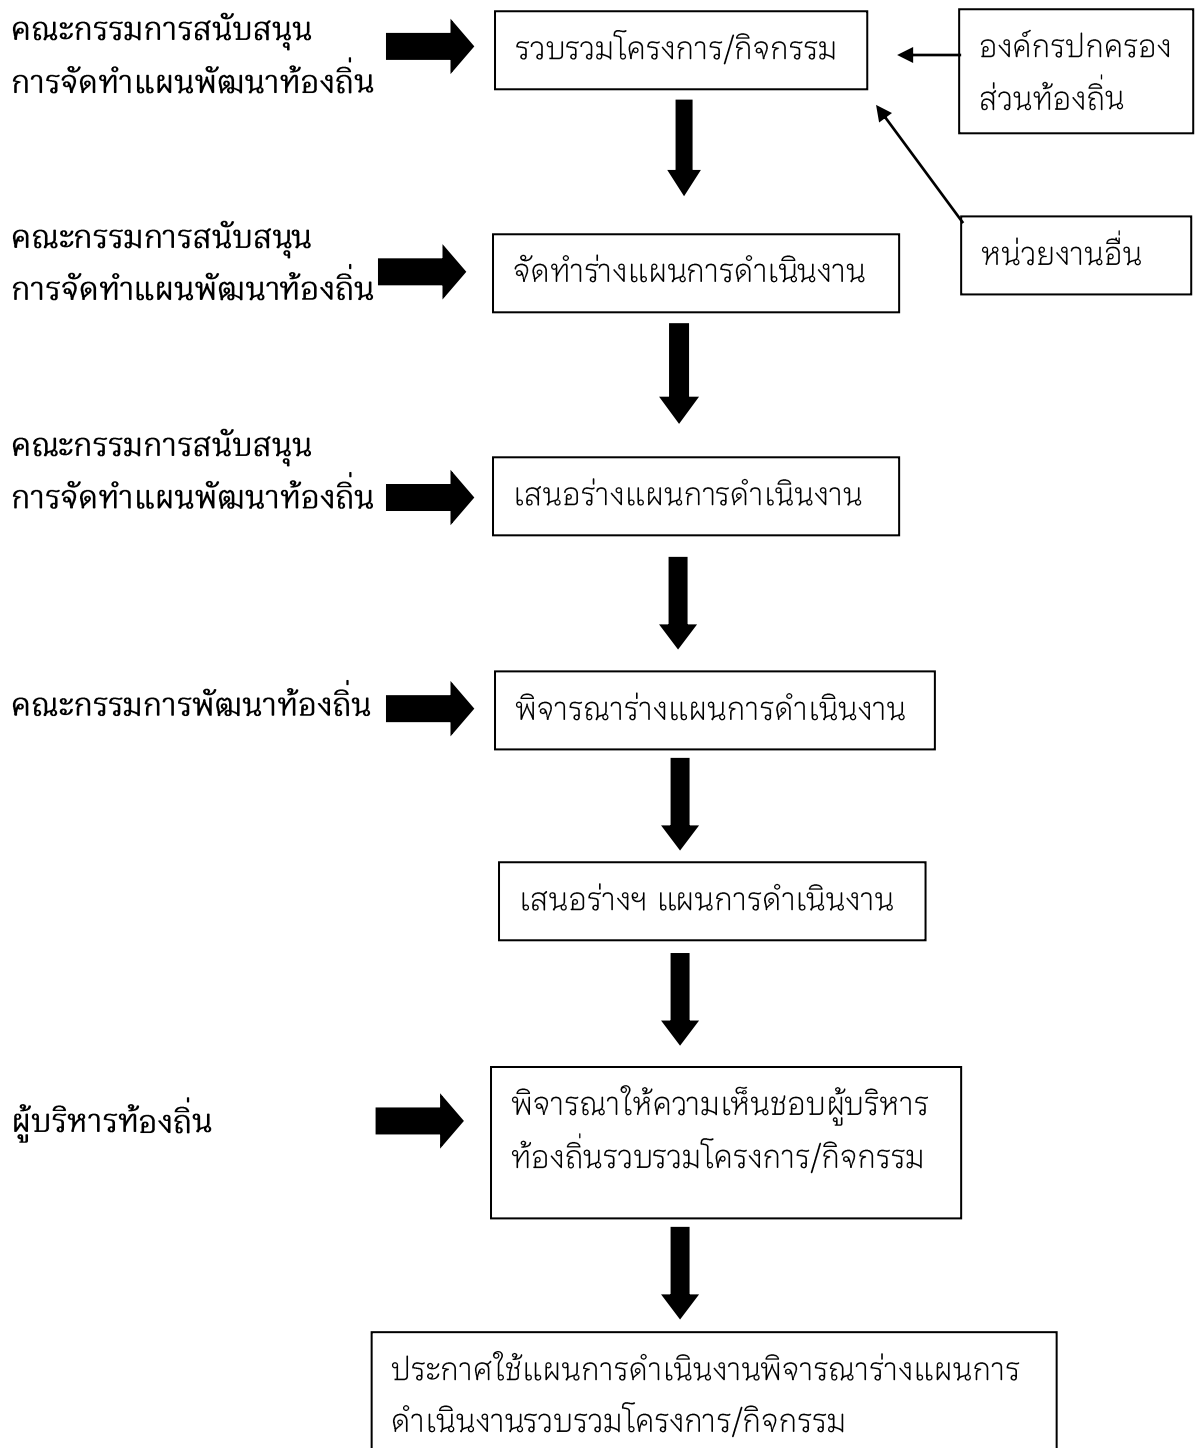 คณะกรรมการสนับสนุน
การจัดทำแผนพัฒนาท้องถิ่น
รวบรวมโครงการ/กิจกรรม
องค์กรปกครอง
ส่วนท้องถิ่น
คณะกรรมการสนับสนุน
การจัดทำแผนพัฒนาท้องถิ่น
จัดทำร่างแผนการดำเนินงาน
หน่วยงานอื่น
คณะกรรมการสนับสนุน
การจัดทำแผนพัฒนาท้องถิ่น
เสนอร่างแผนการดำเนินงาน
คณะกรรมการพัฒนาท้องถิ่น
พิจารณาร่างแผนการดำเนินงาน
เสนอร่างฯ แผนการดำเนินงาน
ผู้บริหารท้องถิ่น
พิจารณาให้ความเห็นชอบผู้บริหาร
ท้องถิ่นรวบรวมโครงการ/กิจกรรม
ประกาศใช้แผนการดำเนินงานพิจารณาร่างแผนการ
ดำเนินงานรวบรวมโครงการ/กิจกรรม